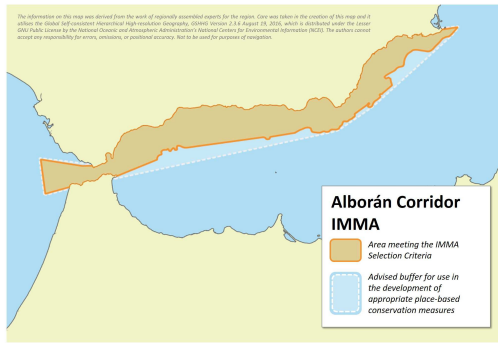 The information on this map was derived from the work of regionally assembled experts for the region. Care was taken in the creation of this map and it
utilises the Global Self-consistent Hierarchical High-resolution Geography, GSHHG Version 2.3.6 August 19, 2016, which is distributed under the Lesser
GNU Public License by the National Oceanic and Atmospheric Administration's National Centers for Environmental Information (NCEI). The authors cannot
accept any responsibility for errors, omissions, or positional accuracy. Not to be used for purposes of navigation.
Alborán Corridor
IMMA
Area meeting the IMMA
Selection Criteria
Advised buffer for use in
the development of
appropriate place-based
conservation measures